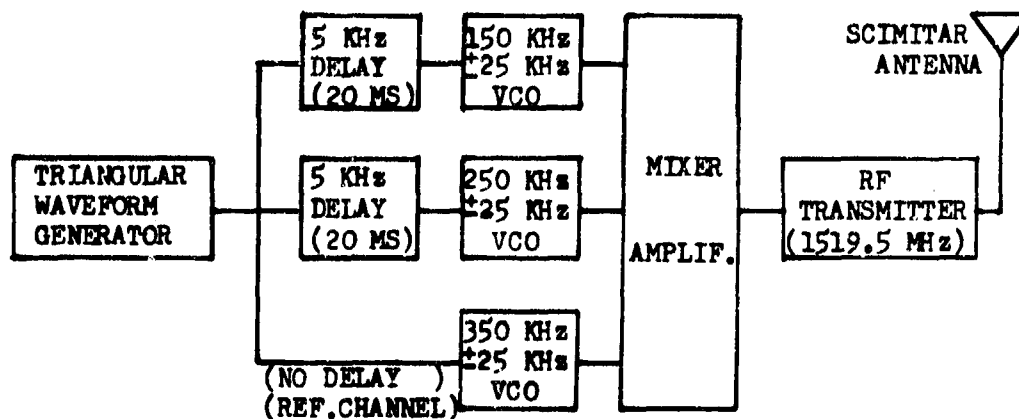 5 KHz
DELAY
(20 MS)
150 KHz
±25 KHz
VCO
SCIMITAR
ANTENNA
TRIANGULAR
WAVEFORM
GENERATOR
5 KHz
DELAY
(20 MS)
250 KHz
±25 KHz
VCO
MIXER
AMPLIF.
RF
TRANSMITTER
(1519.5 MHz)
350 KHz
±25 KHz
VCO
(NO DELAY )
(REF.CHANNEL)